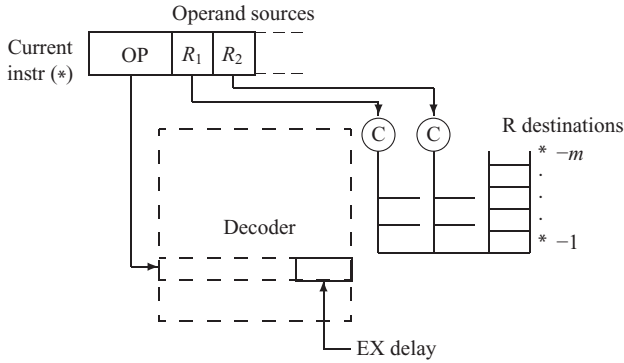 Operand sources
Current
instr (*)
OP
R1
R2
C
C
R destinations
* −m
.
.
.
* −1
Decoder
EX delay